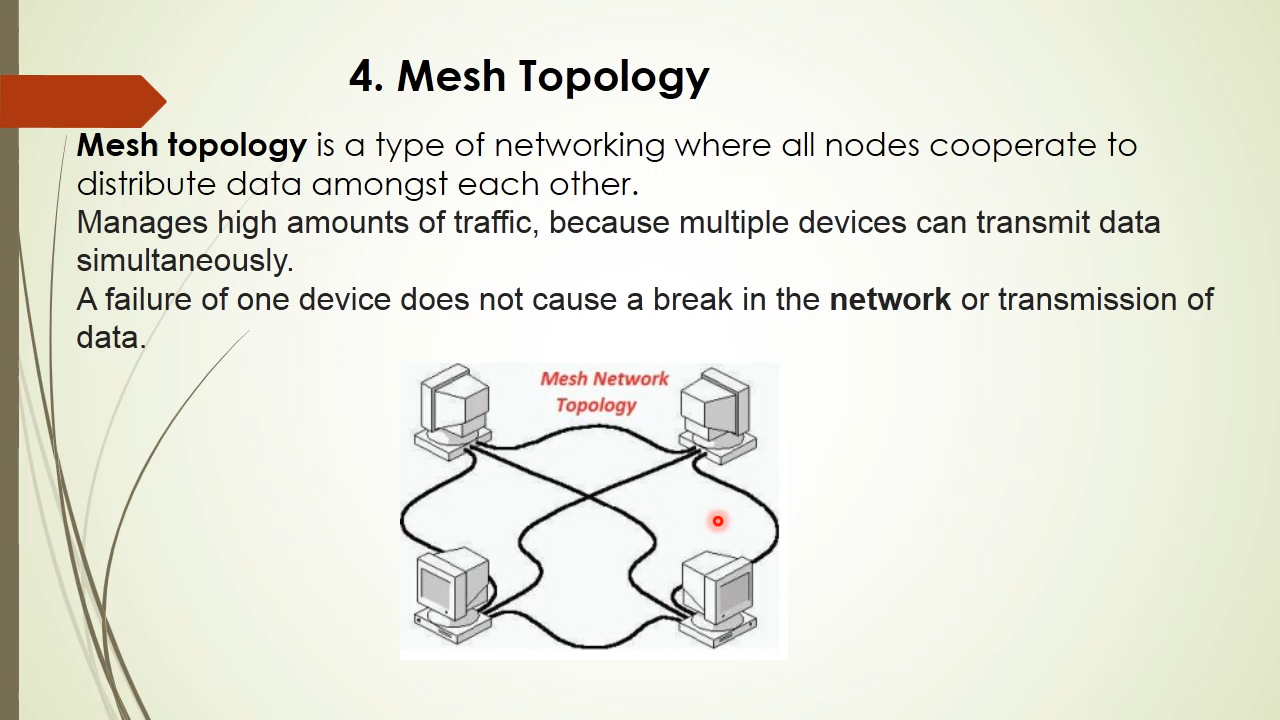 4. Mesh Topology
Mesh topology is a type of networking where all nodes cooperate to
distribute data amongst each other.
Manages high amounts of traffic, because multiple devices can transmit data
simultaneously.
A failure of one device does not cause a break in the network or transmission of
data.
Mesh Network
Topology